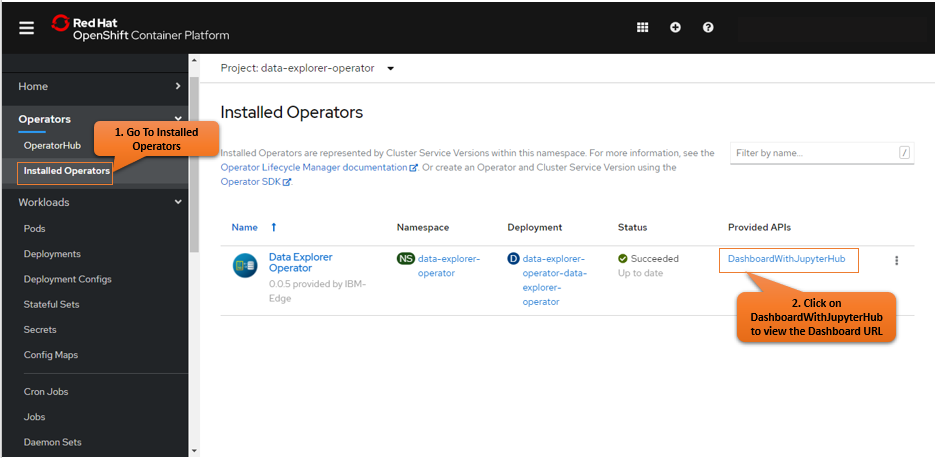 Red Hat
OpenShift Container Platform
Project: data-explorer-operator
Home
Operators
OperatorHub
Installed Operators
Workloads
Pods
Deployments
Deployment Configs
Stateful Sets
Secrets
Config Maps
Cron Jobs
Jobs
Daemon Sets
1. Go To Installed
Operators
Installed Operators
Installed Operators are represented by Cluster Service Versions within this namespace. For more information, see the
Operator Lifecycle Manager documentation. Or create an Operator and Cluster Service Version using the
Operator SDK.
Filter by name...
/
Name
Namespace
Deployment
Status
Provided APIs
Data Explorer
Operator
0.0.5 provided by IBM-
Edge
NS data-explorer-
operator
D data-explorer-
operator-data-
explorer-
operator
Succeeded
Up to date
DashboardWithJupyterHub
2. Click on
DashboardWithJupyterHub
to view the Dashboard URL